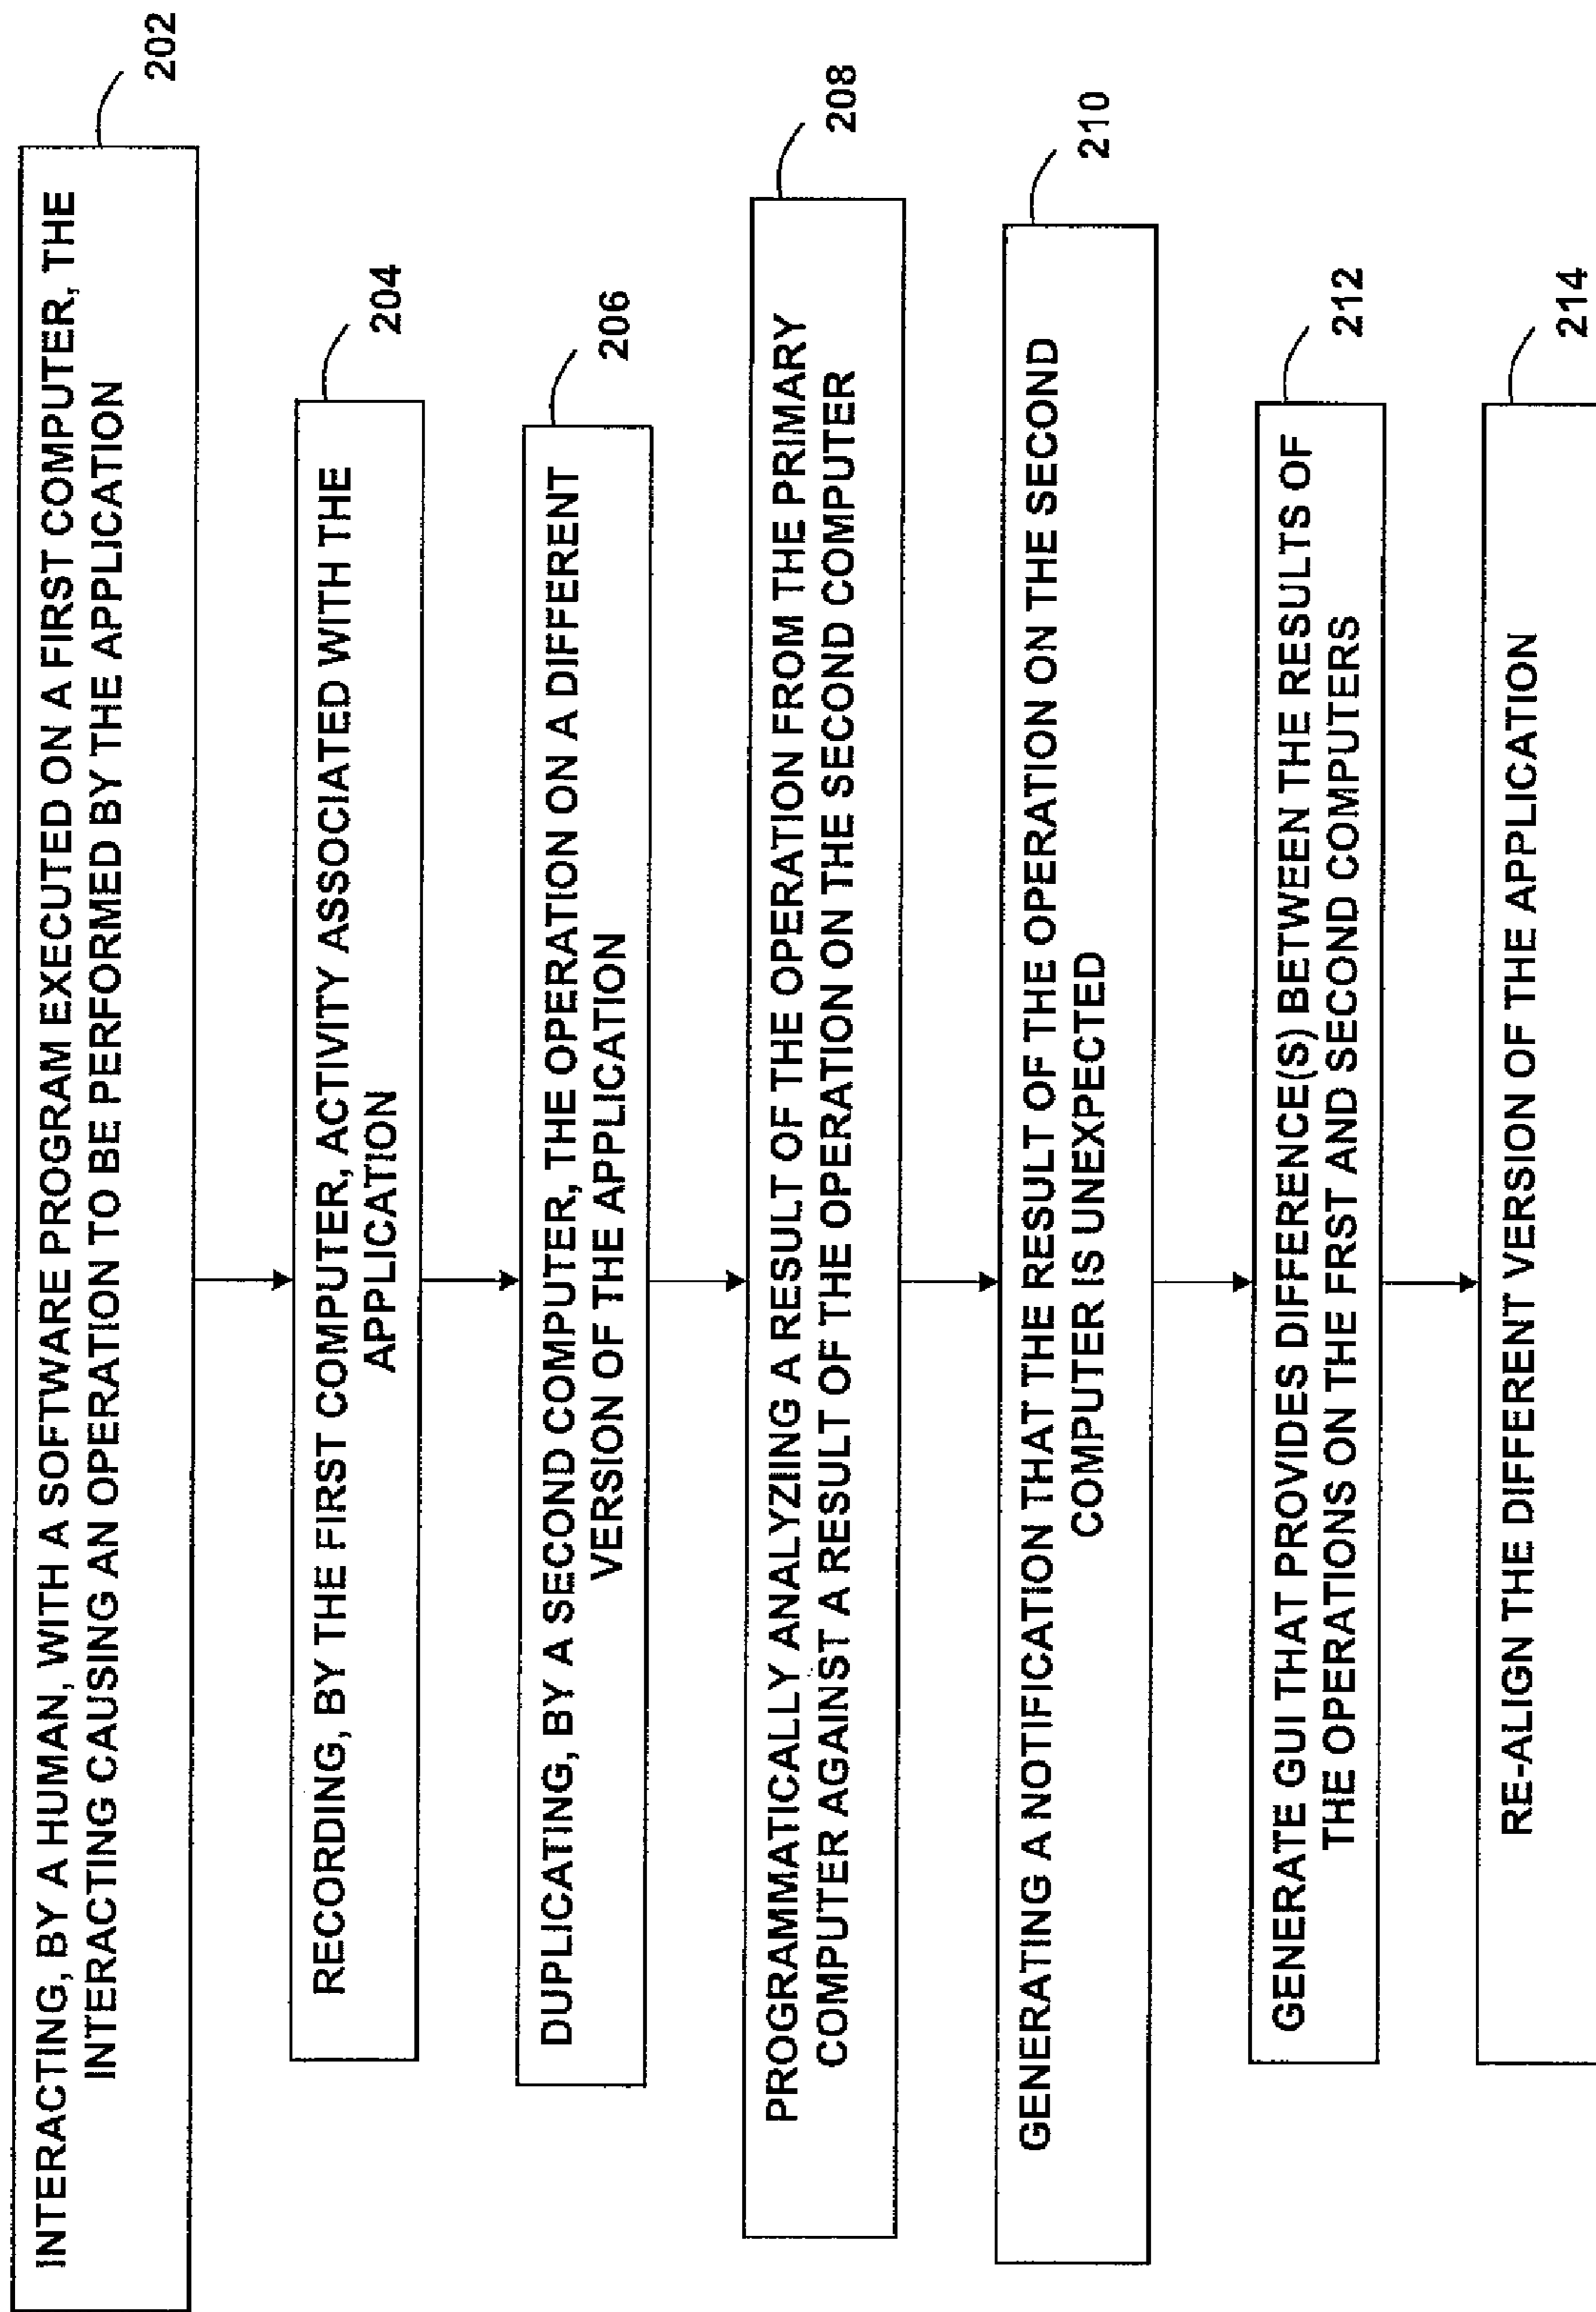 INTERACTING, BY A HUMAN, WITH A SOFTWARE PROGRAM EXECUTED ON A FIRST COMPUTER, THE
INTERACTING CAUSING AN OPERATION TO BE PERFORMED BY THE APPLICATION
202
RECORDING, BY THE FIRST COMPUTER, ACTIVITY ASSOCIATED WITH THE
APPLICATION
204
DUPLICATING, BY A SECOND COMPUTER, THE OPERATION ON A DIFFERENT
VERSION OF THE APPLICATION
206
PROGRAMMATICALLY ANALYZIING A RESULT OF THE OPERATION FROM THE PRIMARY
COMPUTER AGAINST A RESULT OF THE OPERATION ON THE SECOND COMPUTER
208
GENERATING A NOTIFICATION THAT THE RESULT OF THE OPERATION ON THE SECOND
COMPUTER IS UNEXPECTED
210
GENERATE GUI THAT PROVIDES DIFFERENCE(S) BETWEEN THE RESULTS OF
THE OPERATIONS ON THE FRST AND SECOND COMPUTERS
212
RE-ALIGN THE DIFFERENT VERSION OF THE APPLICATION
214